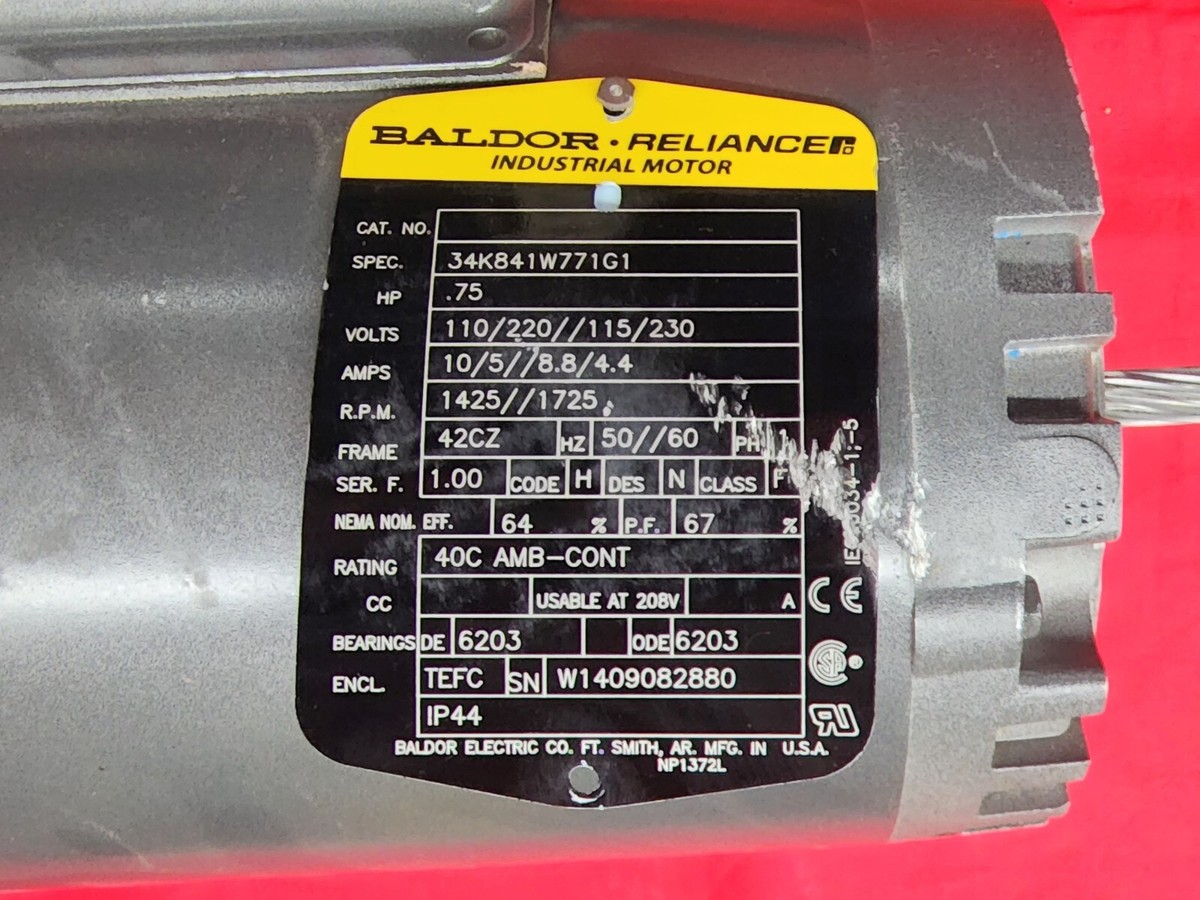 BALDOR · RELIANCE
INDUSTRIAL MOTOR
CAT. NO.
SPEC. 34K841W771G1
HP .75
VOLTS 110/220//115/230
AMPS 10/5//8.8/4.4
R.P.M. 1425//1725
FRAME 42CZ HZ 50//60 PH 1
SER. F. 1.00 CODE H DES N CLASS F
NEMA NOM. EFF. 64 % P.F. 67 %
RATING 40C AMB-CONT
CC USABLE AT 208V A
BEARINGS DE 6203 ODE 6203
ENCL. TEFC SN W1409082880
IP44
BALDOR ELECTRIC CO. FT. SMITH, AR. MFG. IN U.S.A.
NP1372L
CE
SP ®